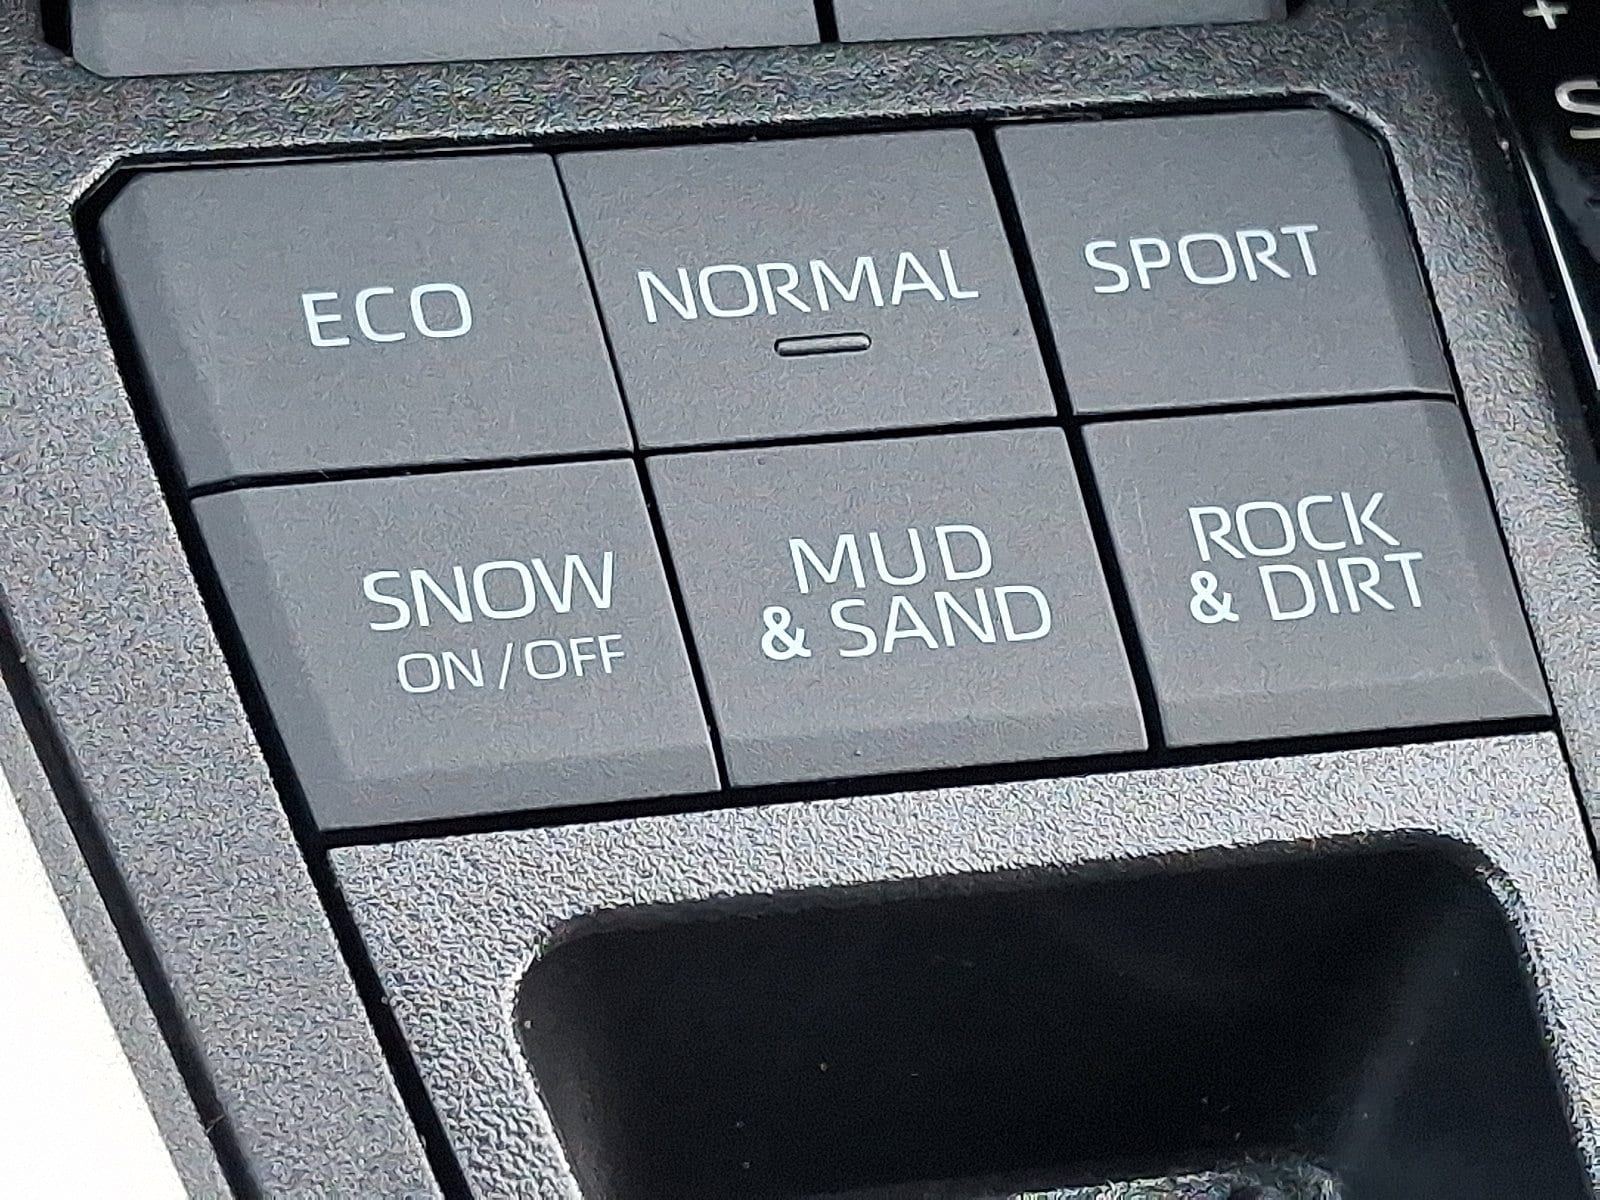 +
S
ECO
NORMAL
SPORT
SNOW
ON/OFF
MUD
& SAND
ROCK
& DIRT